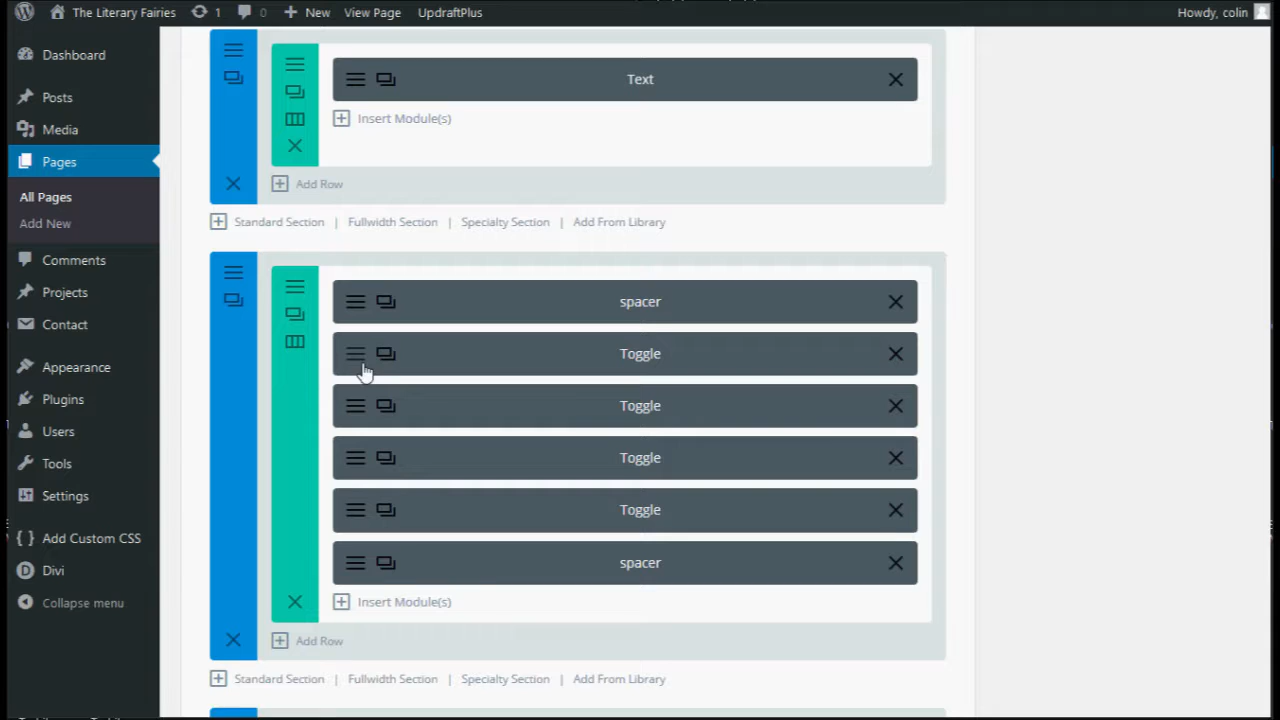 The Literary Fairies 1 0 New View Page UpdraftPlus Howdy, colin
Dashboard
Posts
Media
Pages
All Pages
Add New
Comments
Projects
Contact
Appearance
Plugins
Users
Tools
Settings
Add Custom CSS
Divi
Collapse menu
Text
Insert Module(s)
Add Row
Standard Section | Fullwidth Section | Specialty Section | Add From Library
spacer
Toggle
Toggle
Toggle
Toggle
spacer
Insert Module(s)
Add Row
Standard Section | Fullwidth Section | Specialty Section | Add From Library